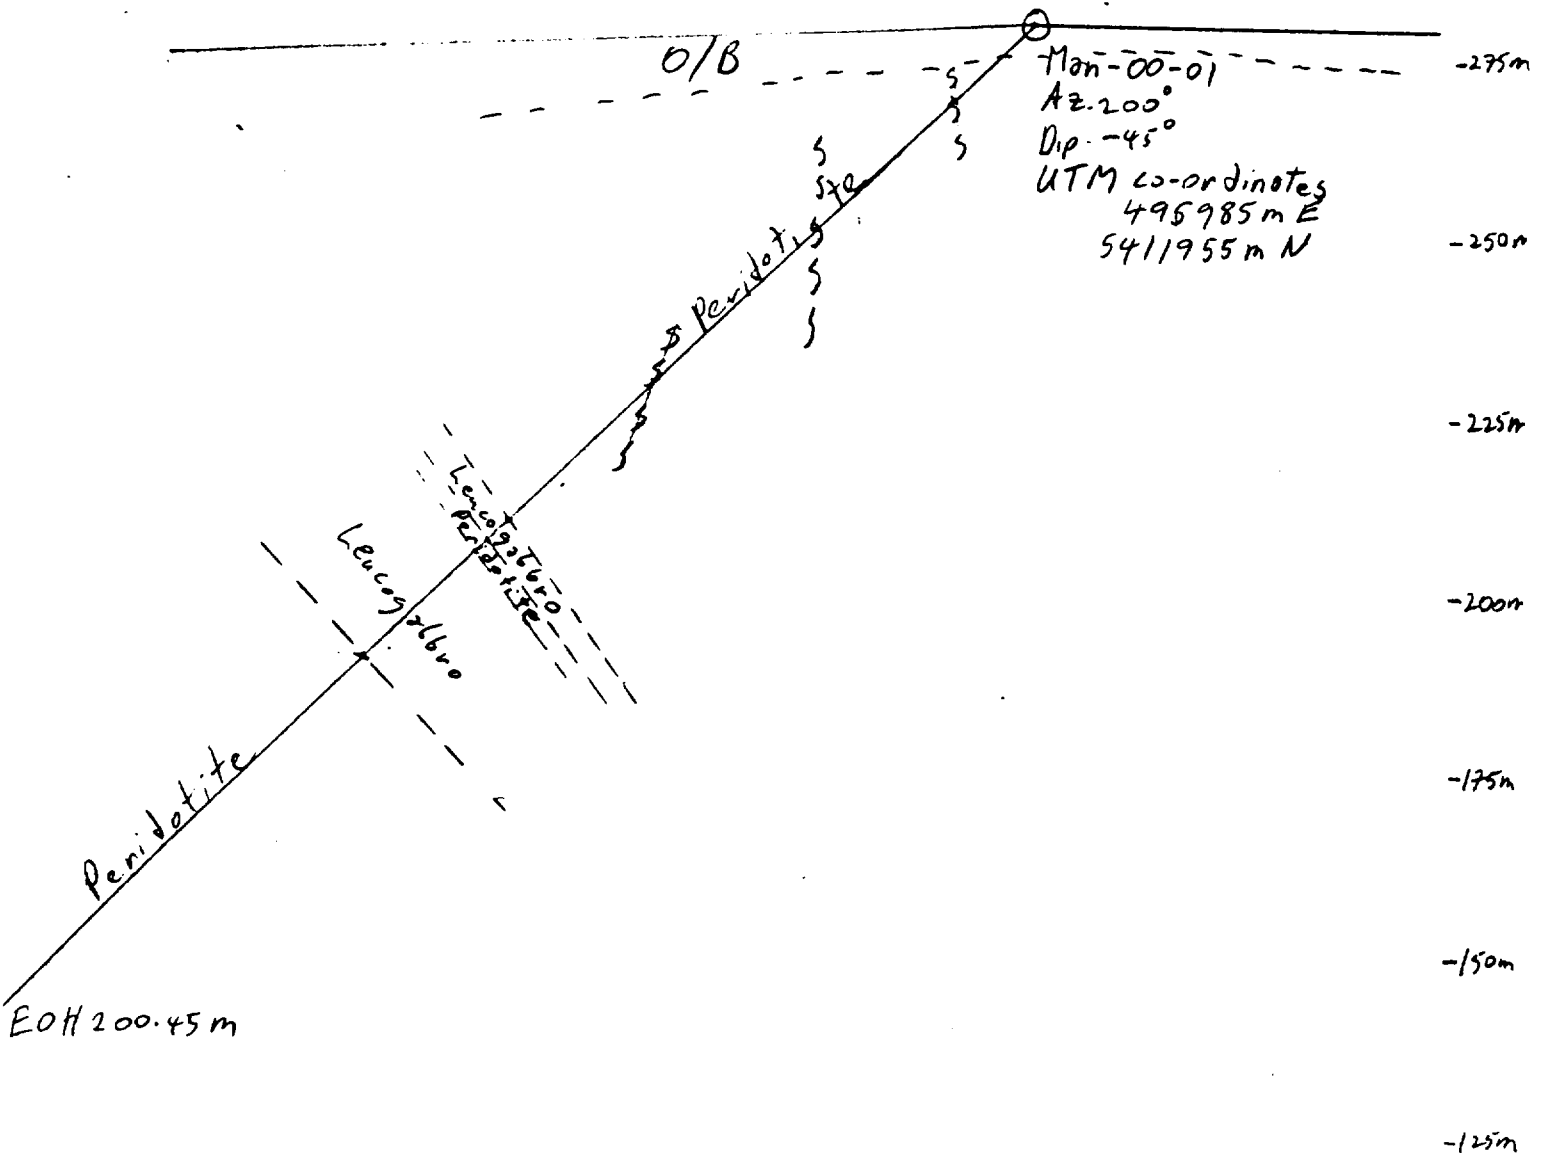 O/B
Man-00-01
Az. 200°
Dip. -45°
UTM co-ordinates
495985 m E
5411955 m N
-275m
-250m
-225m
-200m
-175m
-150m
-125m
Peridotite
Leucogabbro
Peridotite
Leucogabbro
Peridotite
EOH 200.45 m